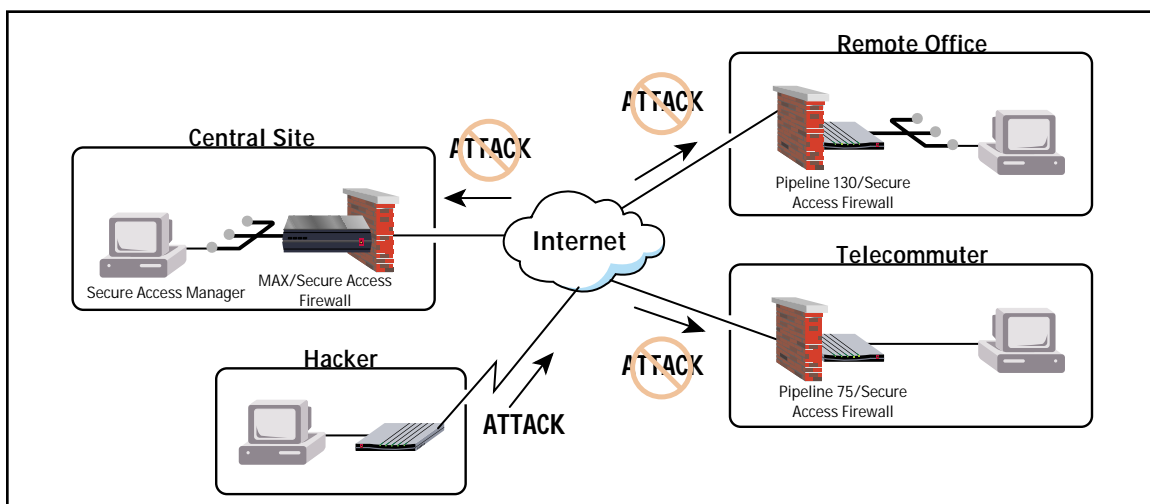 Remote Office
ATTACK
Pipeline 130/Secure
Access Firewall
Central Site
ATTACK
Secure Access Manager
MAX/Secure Access
Firewall
Internet
Telecommuter
ATTACK
Pipeline 75/Secure
Access Firewall
Hacker
ATTACK